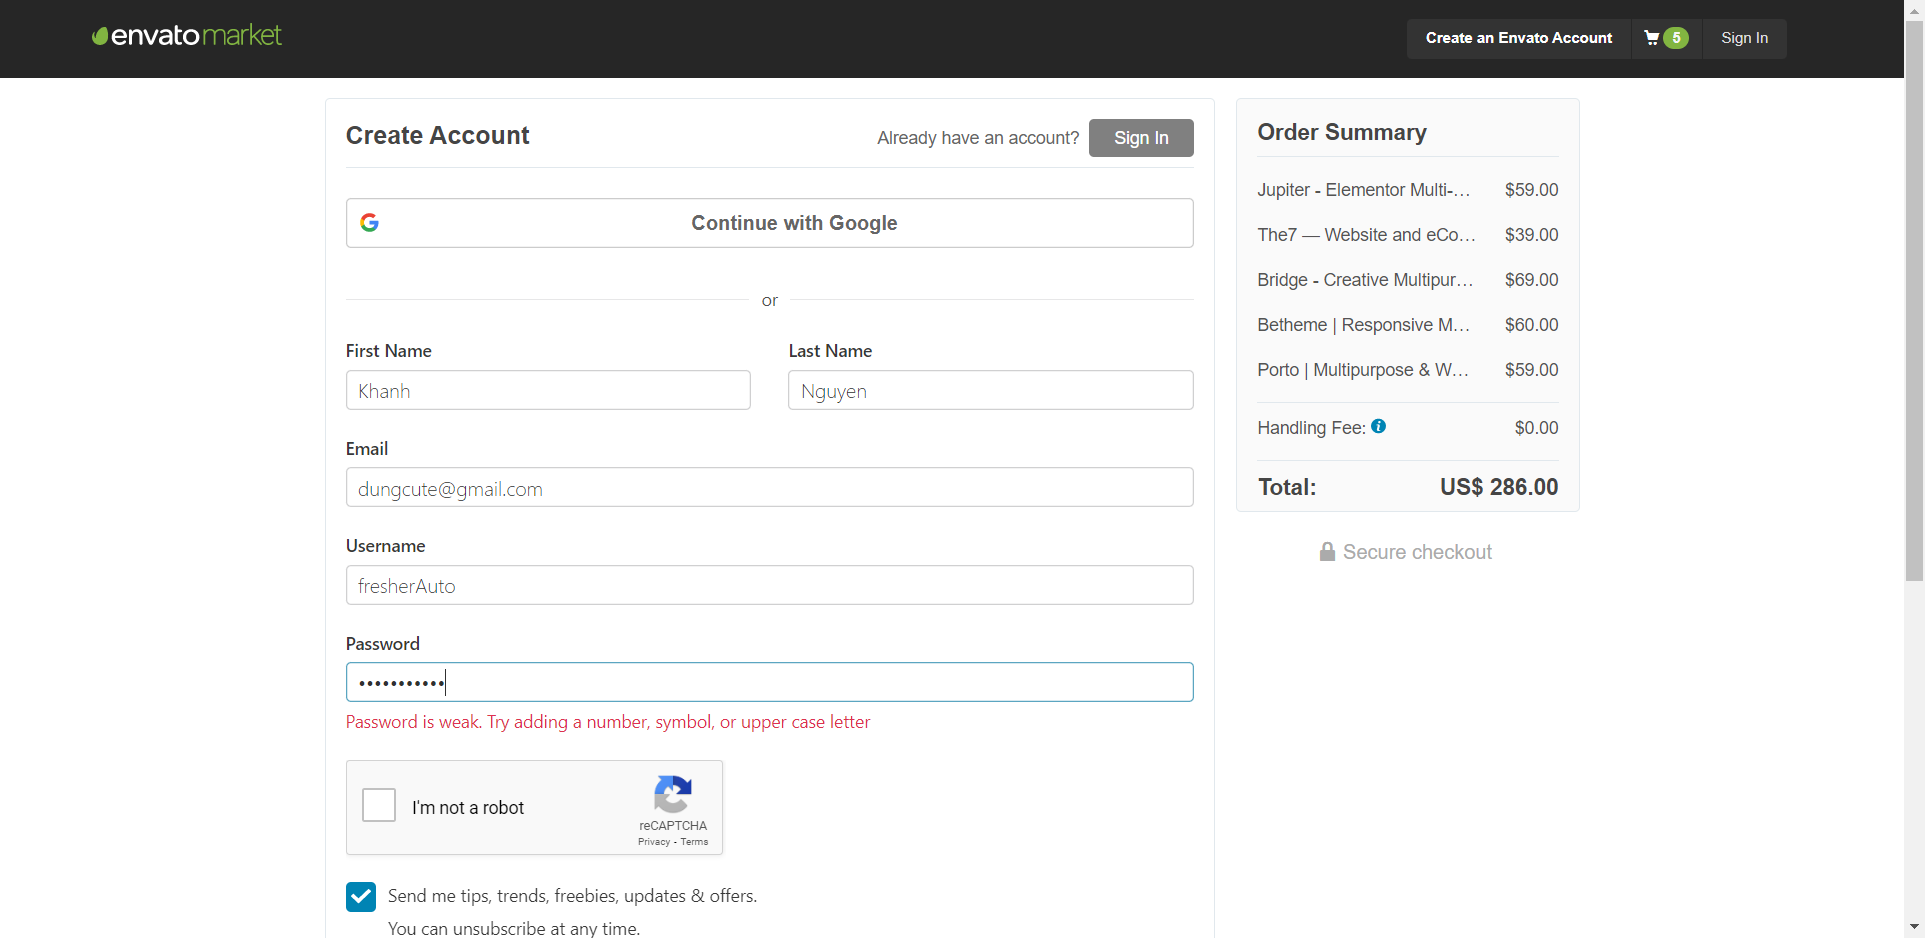 envato market
Create an Envato Account 5 Sign In
Create Account
Already have an account? Sign In
Continue with Google
or
First Name
Khanh
Last Name
Nguyen
Email
dungcute@gmail.com
Username
fresherAuto
Password
•••••••••••
Password is weak. Try adding a number, symbol, or upper case letter
I'm not a robot
reCAPTCHA
Privacy - Terms
Send me tips, trends, freebies, updates & offers.
You can unsubscribe at any time.
Order Summary
Jupiter - Elementor Multi-... $59.00
The7 — Website and eCo... $39.00
Bridge - Creative Multipur... $69.00
Betheme | Responsive M... $60.00
Porto | Multipurpose & W... $59.00
Handling Fee: $0.00
Total: US$ 286.00
Secure checkout